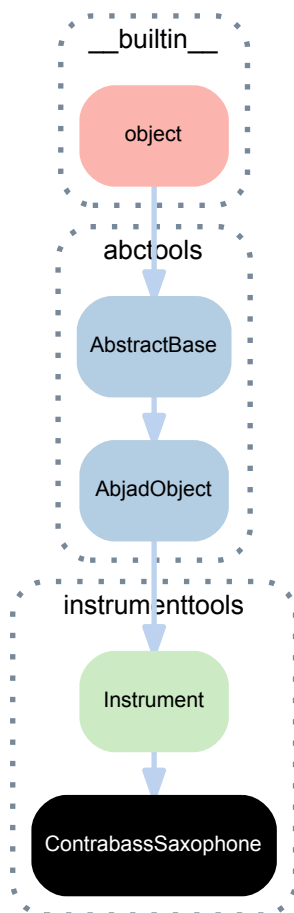 __builtin__
object
abctools
AbstractBase
AbjadObject
instrumenttools
Instrument
ContrabassSaxophone